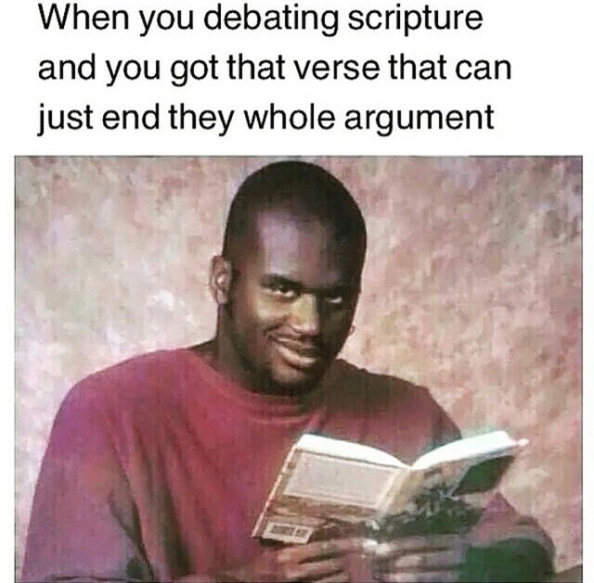 When you debating scripture
and you got that verse that can
just end they whole argument